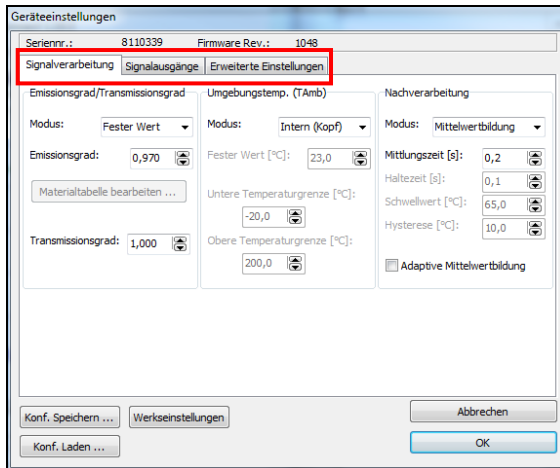 Geräteeinstellungen
Seriennr.: 8110339 Firmware Rev.: 1048
Signalverarbeitung Signalausgänge Erweiterte Einstellungen
Emissionsgrad/Transmissionsgrad
Modus: Fester Wert
Emissionsgrad: 0,970
Materialtabelle bearbeiten ...
Transmissionsgrad: 1,000
Umgebungstemp. (TAmb)
Modus: Intern (Kopf)
Fester Wert [°C]: 23,0
Untere Temperaturgrenze [°C]:
-20,0
Obere Temperaturgrenze [°C]:
200,0
Nachverarbeitung
Modus: Mittelwertbildung
Mittlungszeit [s]: 0,2
Haltezeit [s]: 0,1
Schwellwert [°C]: 65,0
Hysterese [°C]: 10,0
Adaptive Mittelwertbildung
Konf. Speichern ... Werkseinstellungen Abbrechen
Konf. Laden ... OK